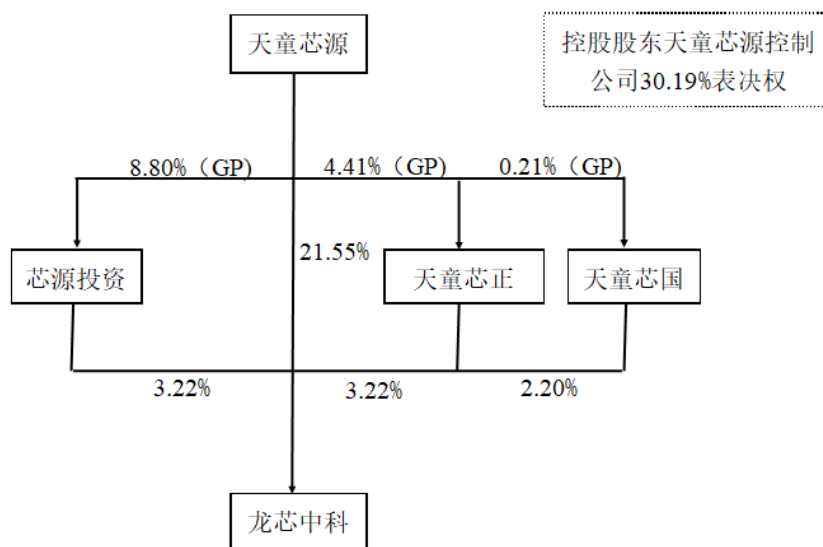 天童芯源
控股股东天童芯源控制
公司30.19%表决权
8.80%（GP）
4.41%（GP）
0.21%（GP）
21.55%
芯源投资
天童芯正
天童芯国
3.22%
3.22%
2.20%
龙芯中科